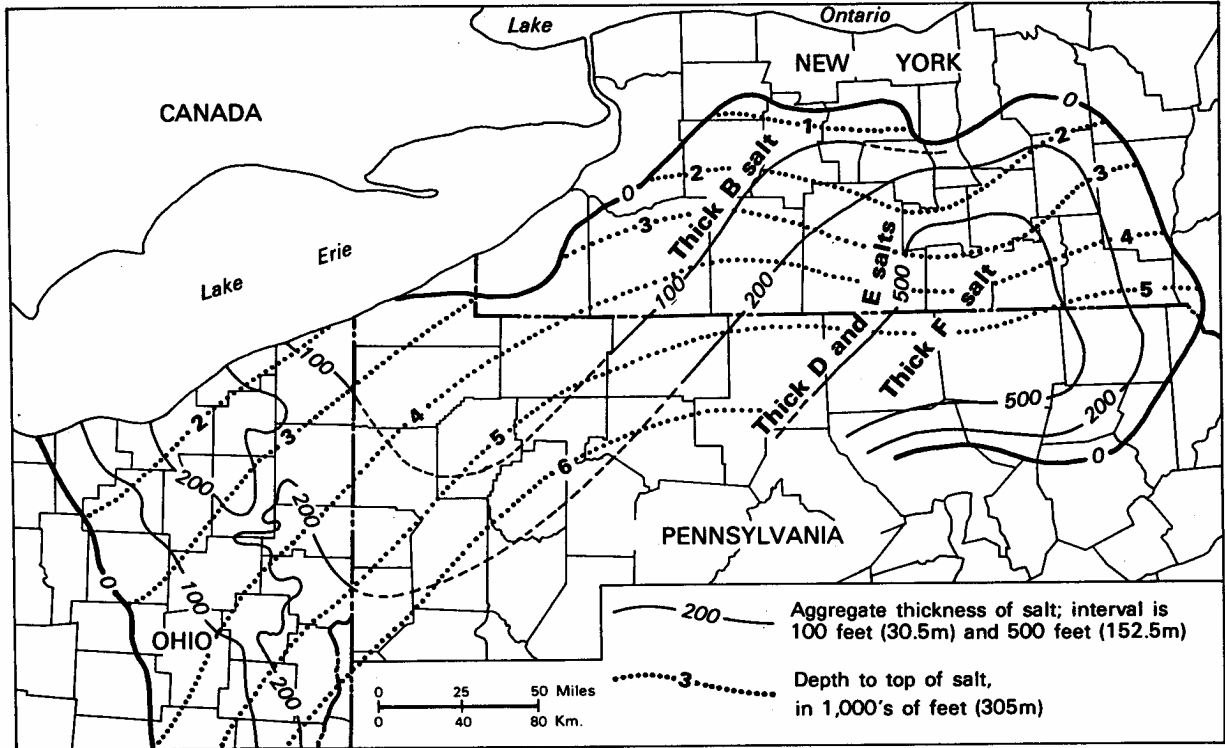 Lake
Ontario
NEW YORK
CANADA
0
0
1
2
2
3
Thick B salt
0
3
4
Thick D and E salts
500
Thick F salt
5
Lake Erie
100
200
100
2
3
4
5
6
500
200
0
200
200
PENNSYLVANIA
0
100
OHIO
200
200
Aggregate thickness of salt; interval is
100 feet (30.5m) and 500 feet (152.5m)
3
Depth to top of salt,
in 1,000's of feet (305m)
0 25 50 Miles
0 40 80 Km.